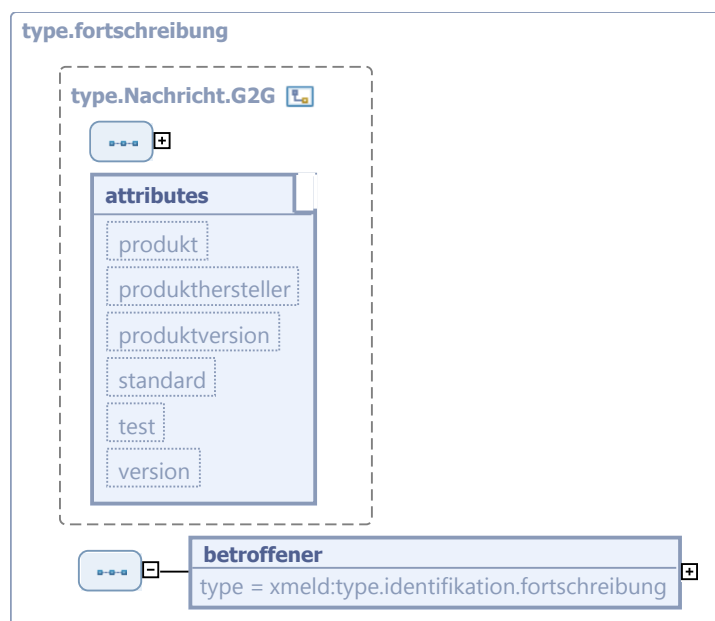 type.fortschreibung
type.Nachricht.G2G
attributes
produkt
produkthersteller
produktversion
standard
test
version
betroffener
type = xmeld:type.identifikation.fortschreibung